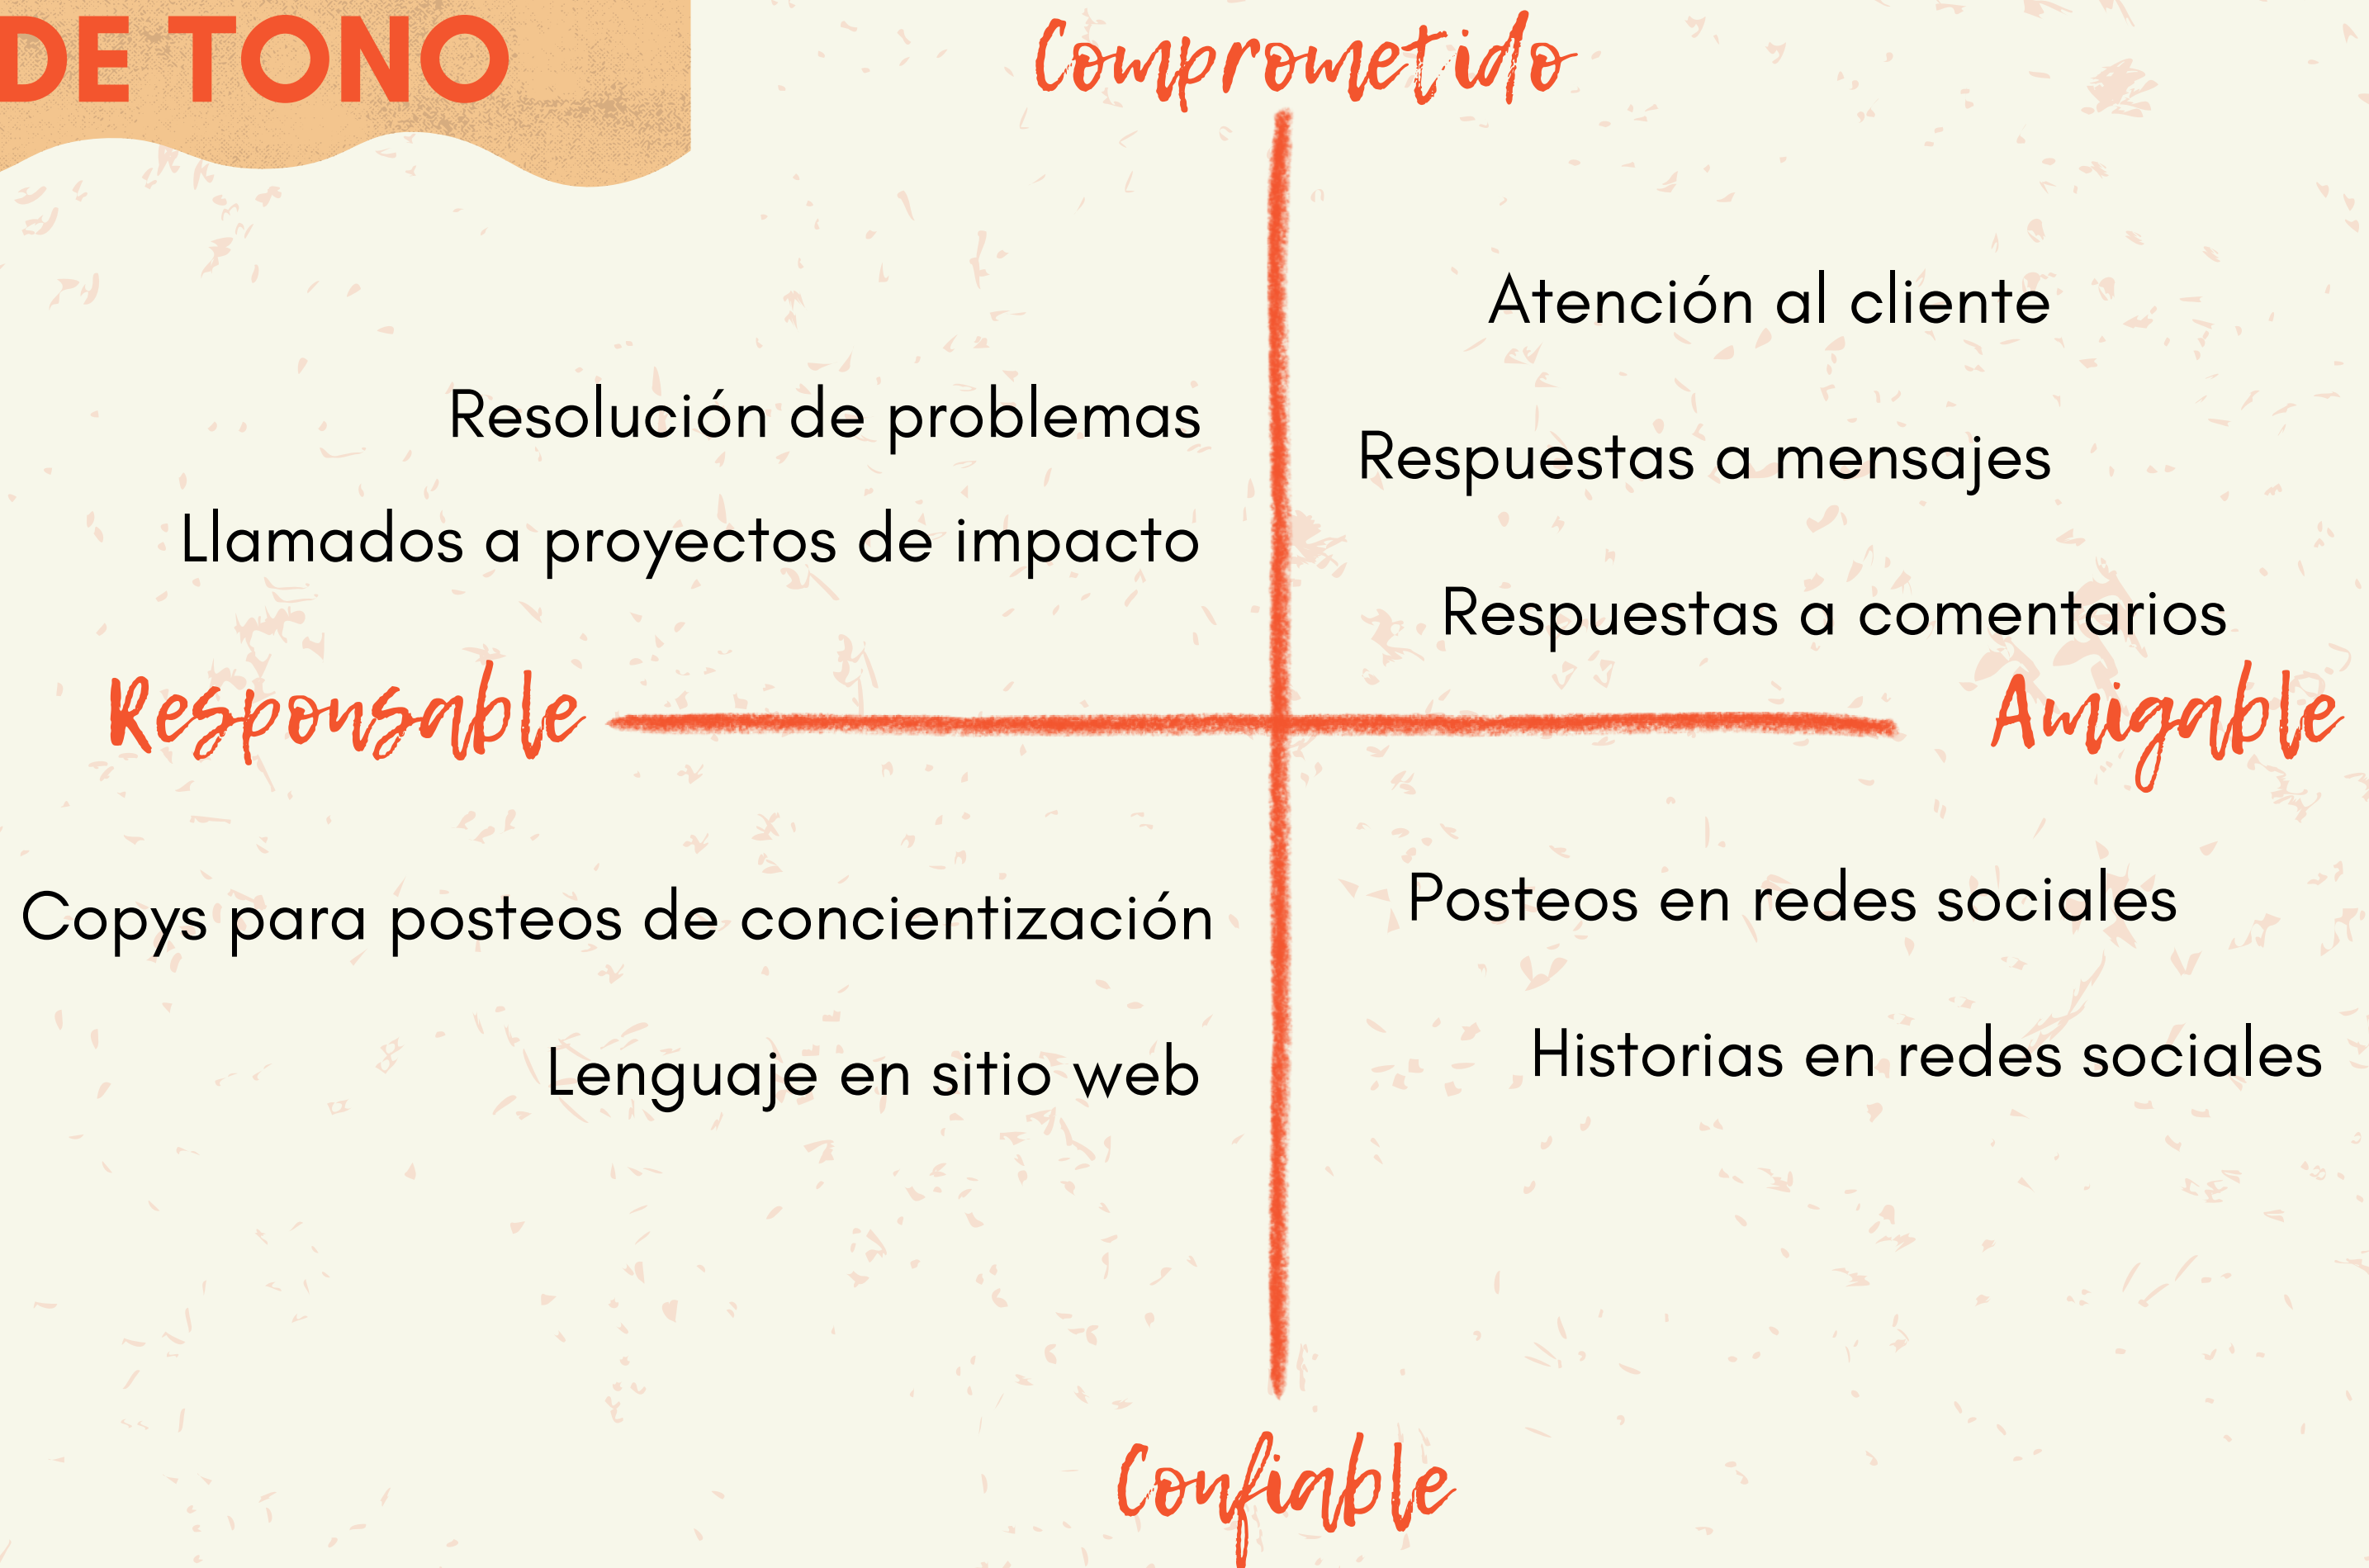 DE TONO
Comprometido
Atención al cliente
Resolución de problemas
Respuestas a mensajes
Llamados a proyectos de impacto
Respuestas a comentarios
Responsable
Amigable
Copys para posteos de concientización
Posteos en redes sociales
Lenguaje en sitio web
Historias en redes sociales
Confiable